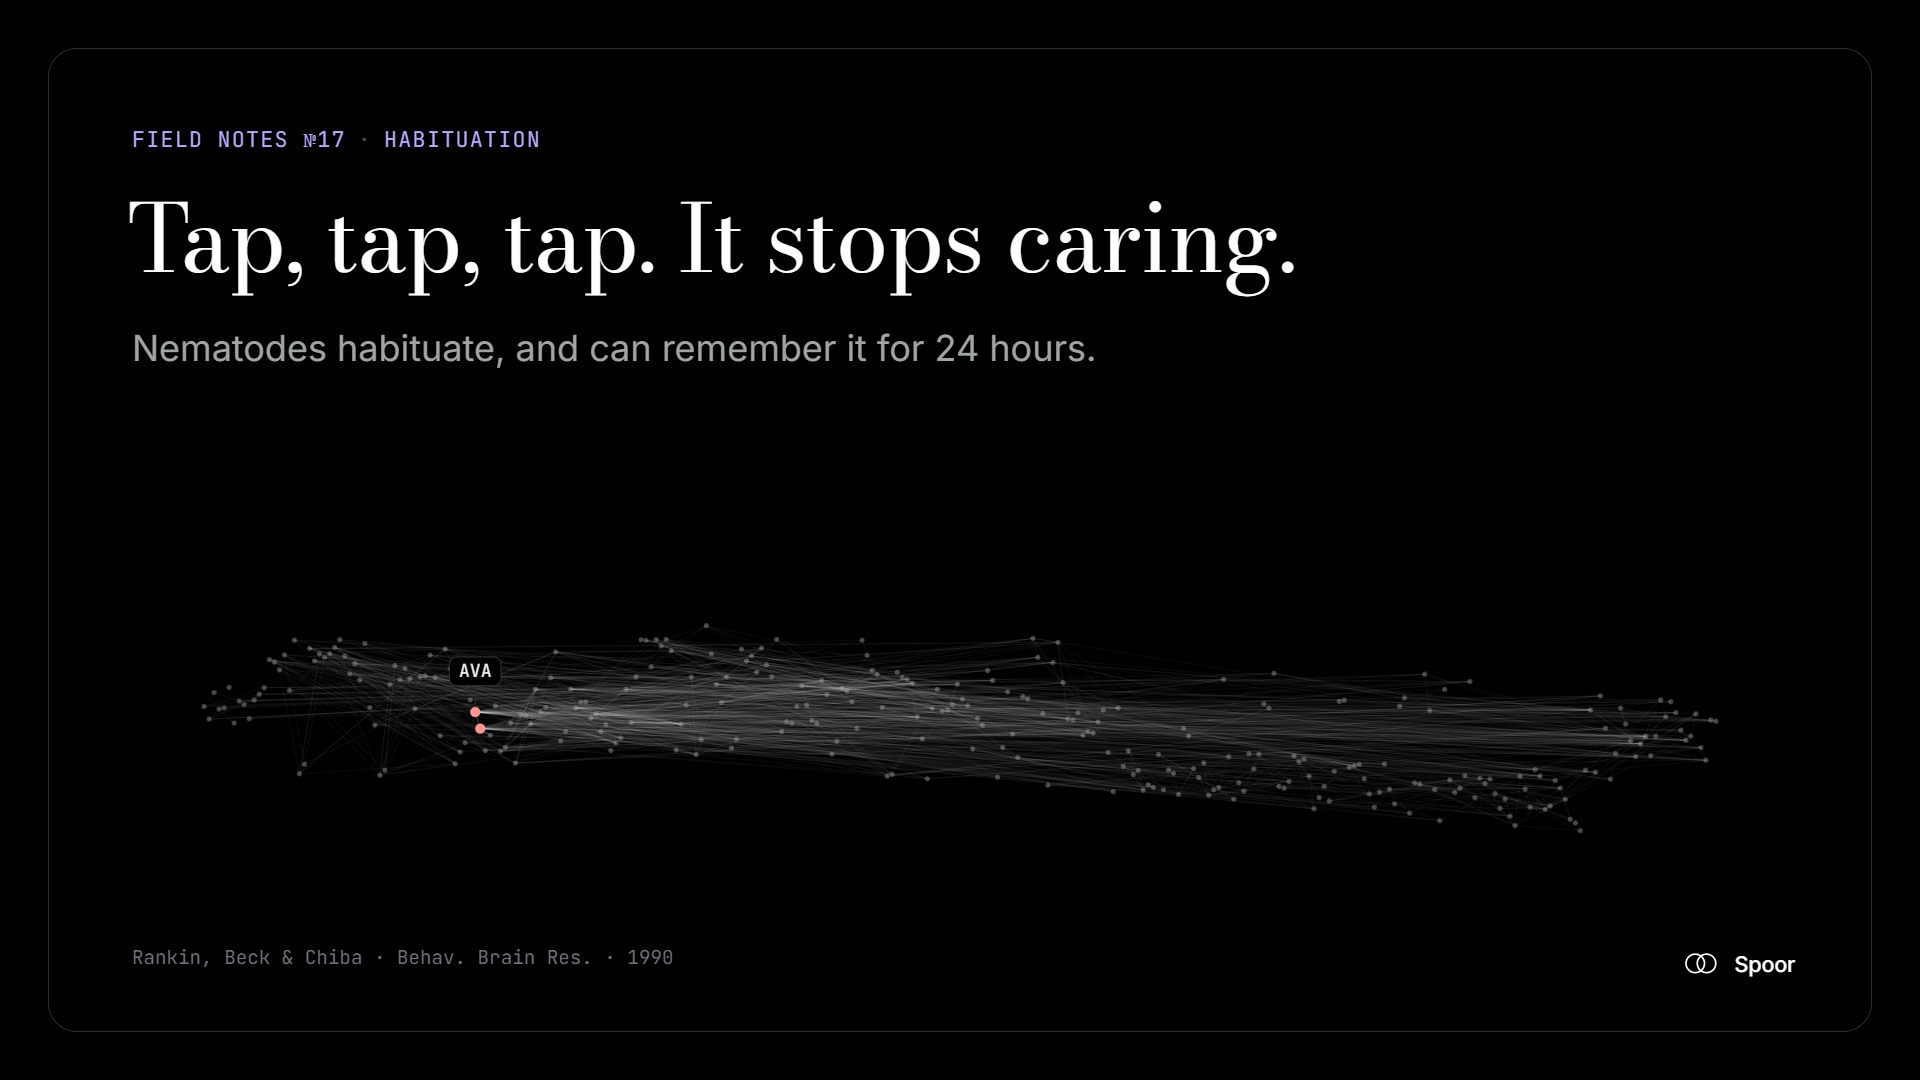 FIELD NOTES №17 · HABITUATION
Tap, tap, tap. It stops caring.
Nematodes habituate, and can remember it for 24 hours.
AVA
Rankin, Beck & Chiba · Behav. Brain Res. · 1990
Spoor